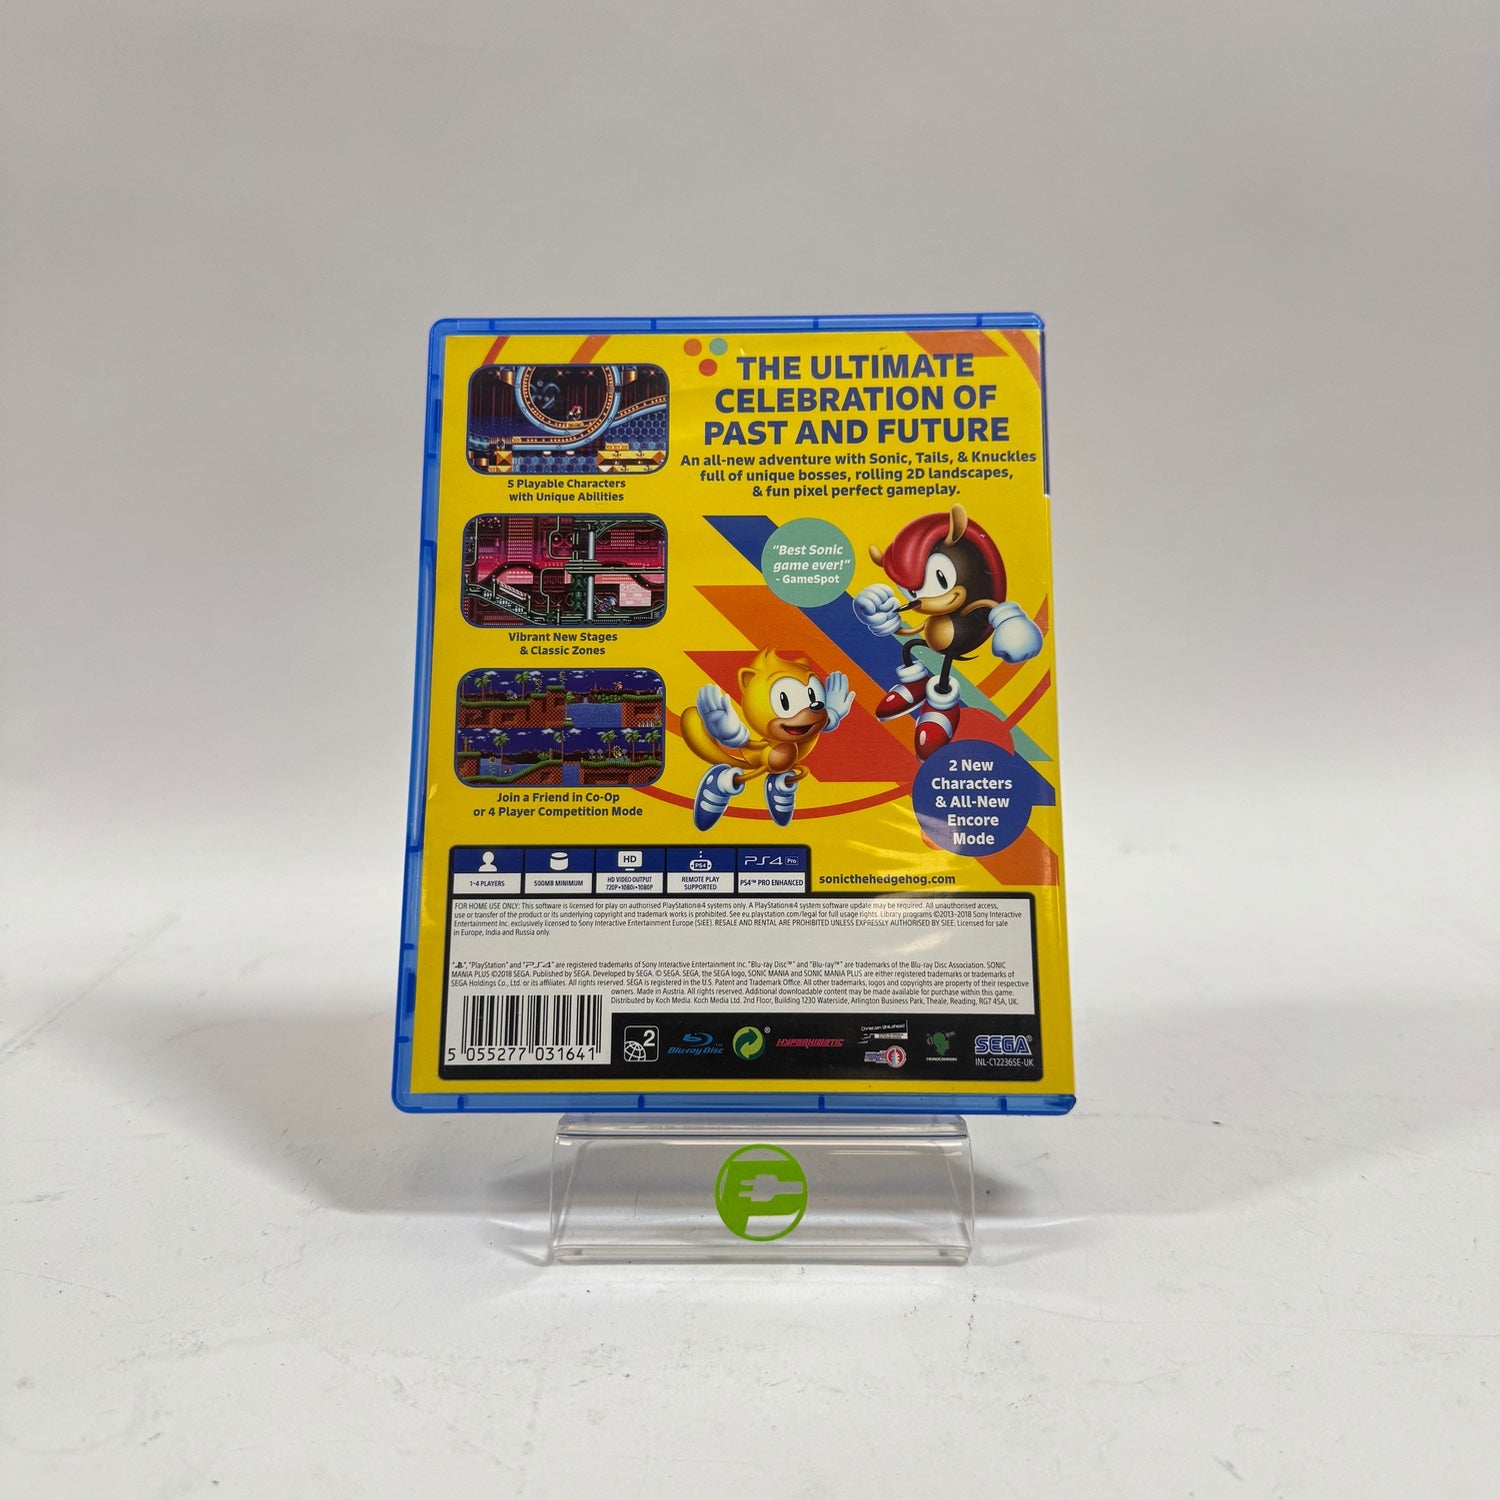 THE ULTIMATE
CELEBRATION OF
PAST AND FUTURE
An all-new adventure with Sonic, Tails, & Knuckles
full of unique bosses, rolling 2D landscapes,
& fun pixel perfect gameplay.
5 Playable Characters
with Unique Abilities
"Best Sonic
game ever!"
- GameSpot
Vibrant New Stages
& Classic Zones
Join a Friend in Co-Op
or 4 Player Competition Mode
2 New
Characters
& All-New
Encore
Mode
HD
PS4
PS4 Pro
1-4 PLAYERS
500MB MINIMUM
HD VIDEO OUTPUT
720P•1080i•1080P
REMOTE PLAY
SUPPORTED
PS4™ PRO ENHANCED
sonicthehedgehog.com
FOR HOME USE ONLY: This software is licensed for play on authorised PlayStation®4 systems only. A PlayStation®4 system software update may be required. All unauthorised access,
use or transfer of the product or its underlying copyright and trademark works is prohibited. See eu.playstation.com/legal for full usage rights. Library programs ©2013-2018 Sony Interactive
Entertainment Inc. exclusively licensed to Sony Interactive Entertainment Europe (SIEE). RESALE AND RENTAL ARE PROHIBITED UNLESS EXPRESSLY AUTHORISED BY SIEE. Licensed for sale
in Europe, India and Russia only.
"PlayStation" and "PS4" are registered trademarks of Sony Interactive Entertainment Inc. "Blu-ray Disc™" and "Blu-ray™" are trademarks of the Blu-ray Disc Association. SONIC
MANIA PLUS ©2018 SEGA. Published by SEGA. Developed by SEGA. © SEGA. SEGA, the SEGA logo, SONIC MANIA and SONIC MANIA PLUS are either registered trademarks or trademarks of
SEGA Holdings Co., Ltd. or its affiliates. All rights reserved. SEGA is registered in the U.S. Patent and Trademark Office. All other trademarks, logos and copyrights are property of their respective
owners. Made in Austria. All rights reserved. Additional downloadable content may be made available for purchase within this game.
Distributed by Koch Media. Koch Media Ltd. 2nd Floor, Building 1230 Waterside, Arlington Business Park, Theale, Reading, RG7 4SA, UK.
5 055277 031641
2
Blu-ray Disc™
®
HYPERKINETIC
HEADCANNON
SEGA®
INL-C12236SE-UK